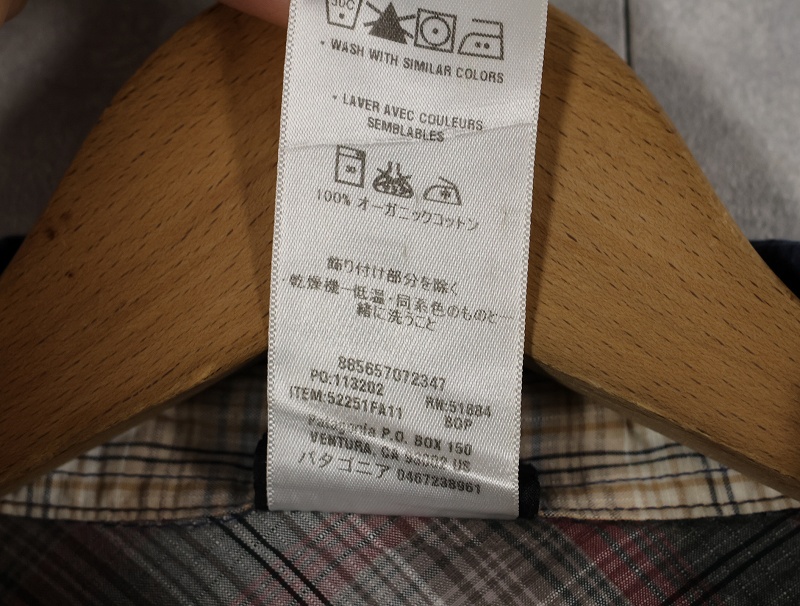 30C
• WASH WITH SIMILAR COLORS
• LAVER AVEC COULEURS
SEMBLABLES
100% オーガニックコットン
飾り付け部分を除く
乾燥機ー低温・同系色のものと一
緒に洗うこと
885657072347
PO:113202 RN:51884
ITEM:52251FA11 BOP
Patagonia P.O. BOX 150
VENTURA, CA 93002 US
パタゴニア 0467238961